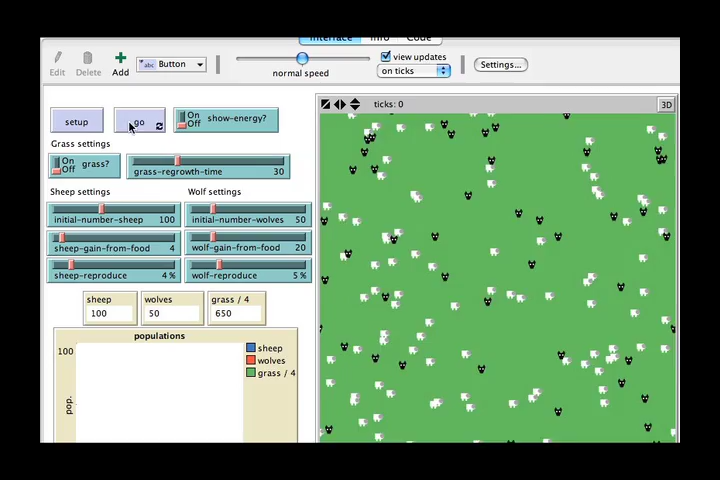 Interface Info Code
Edit Delete Add abc Button normal speed view updates on ticks Settings...
setup go On Off show-energy?
ticks: 0 3D
Grass settings
On Off grass? grass-regrowth-time 30
Sheep settings Wolf settings
initial-number-sheep 100 initial-number-wolves 50
sheep-gain-from-food 4 wolf-gain-from-food 20
sheep-reproduce 4 % wolf-reproduce 5 %
sheep wolves grass / 4
100 50 650
populations
100
pop.
sheep
wolves
grass / 4